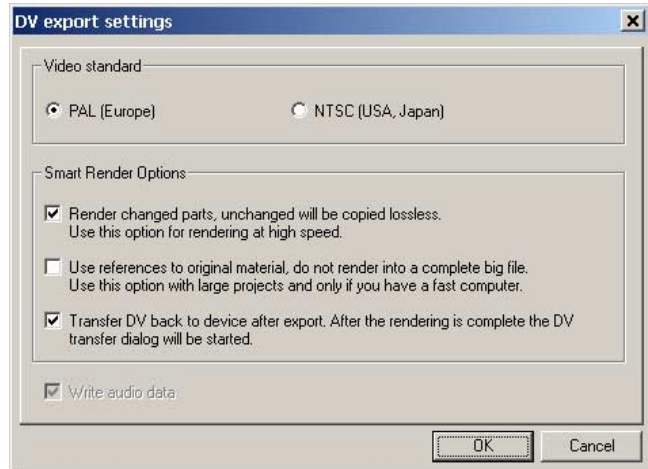 DV export settings
Video standard
PAL (Europe)
NTSC (USA, Japan)
Smart Render Options
Render changed parts, unchanged will be copied lossless.
Use this option for rendering at high speed.
Use references to original material, do not render into a complete big file.
Use this option with large projects and only if you have a fast computer.
Transfer DV back to device after export. After the rendering is complete the DV
transfer dialog will be started.
Write audio data
OK
Cancel